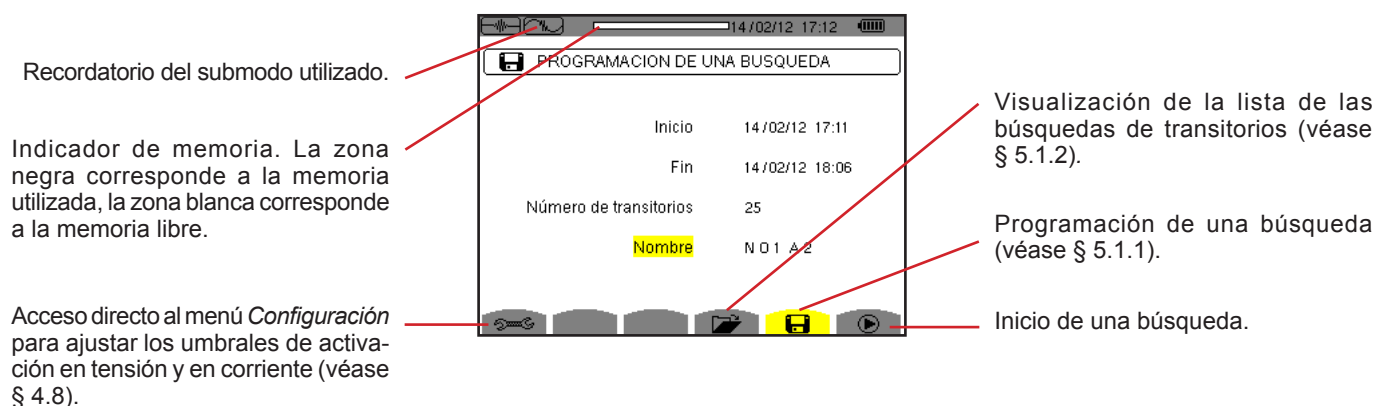 Recordatorio del submodo utilizado.
Indicador de memoria. La zona
negra corresponde a la memoria
utilizada, la zona blanca corresponde
a la memoria libre.
Acceso directo al menú Configuración
para ajustar los umbrales de activa-
ción en tensión y en corriente (véase
§ 4.8).
14/02/12 17:12
PROGRAMACION DE UNA BUSQUEDA
Inicio 14/02/12 17:11
Fin 14/02/12 18:06
Número de transitorios 25
Nombre N O 1 A 2
Visualización de la lista de las
búsquedas de transitorios (véase
§ 5.1.2).
Programación de una búsqueda
(véase § 5.1.1).
Inicio de una búsqueda.